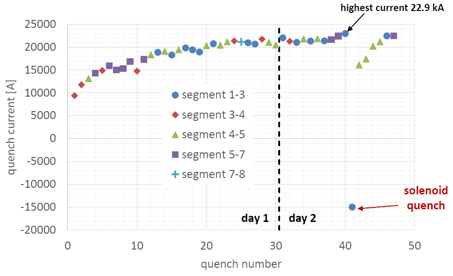 highest current 22.9 kA
25000
20000
15000
10000
5000
0
-5000
-10000
-15000
-20000
quench current [A]
segment 1-3
segment 3-4
segment 4-5
segment 5-7
segment 7-8
solenoid
quench
day 1
day 2
0
10
20
30
40
50
quench number